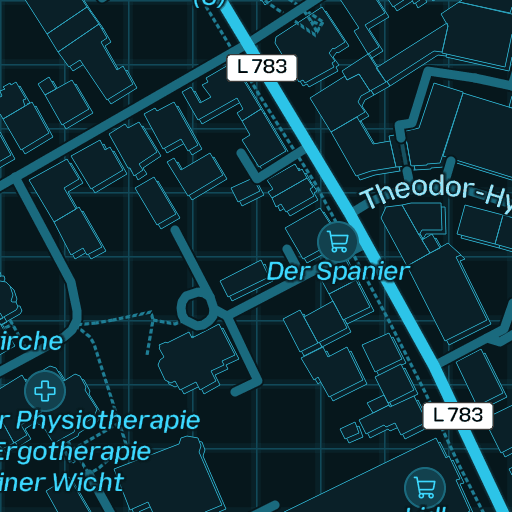 L 783
Theodor-Hy
Der Spanier
irche
r Physiotherapie
Ergotherapie
iner Wicht
L 783